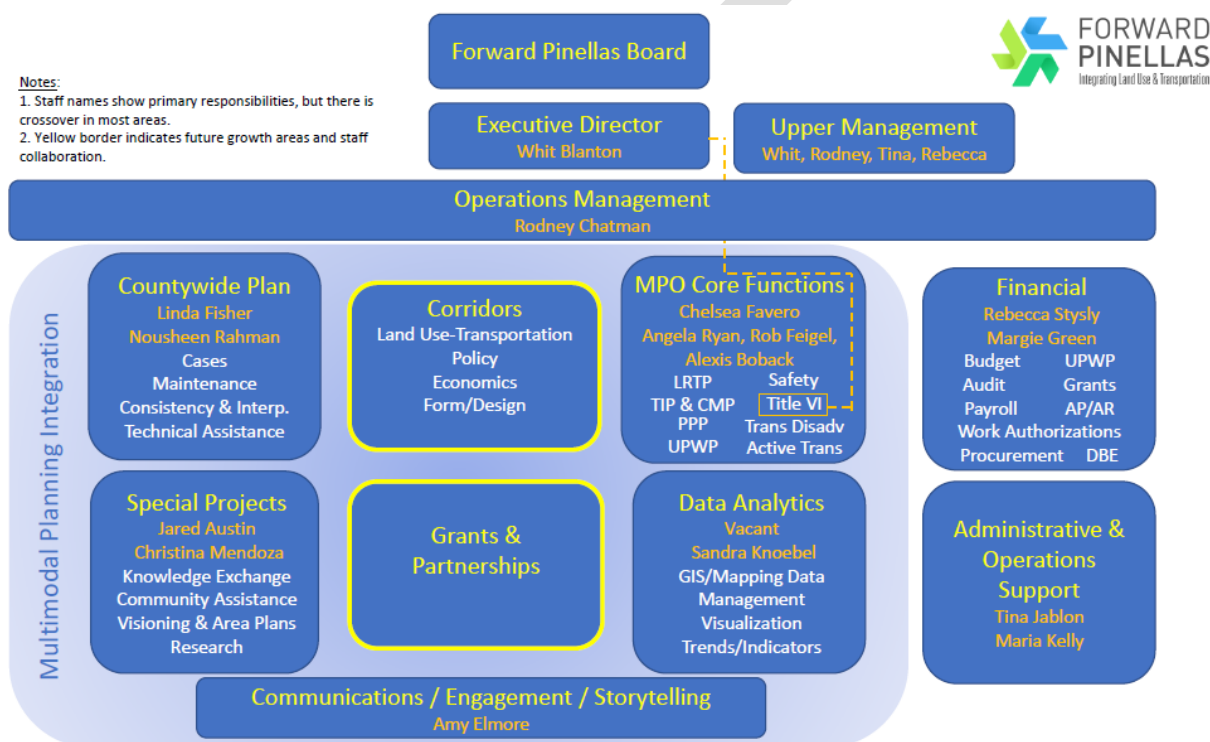 Forward Pinellas Board
FORWARD
PINELLAS
Integrating Land Use & Transportation
Notes:
1. Staff names show primary responsibilities, but there is
crossover in most areas.
2. Yellow border indicates future growth areas and staff
collaboration.
Executive Director
Whit Blanton
Upper Management
Whit, Rodney, Tina, Rebecca
Operations Management
Rodney Chatman
Multimodal Planning Integration
Countywide Plan
Linda Fisher
Nousheen Rahman
Cases
Maintenance
Consistency & Interp.
Technical Assistance
Corridors
Land Use-Transportation
Policy
Economics
Form/Design
MPO Core Functions
Chelsea Favero
Angela Ryan, Rob Feigel,
Alexis Boback
LRTP Safety
TIP & CMP Title VI
PPP Trans Disadv
UPWP Active Trans
Financial
Rebecca Stysly
Margie Green
Budget UPWP
Audit Grants
Payroll AP/AR
Work Authorizations
Procurement DBE
Special Projects
Jared Austin
Christina Mendoza
Knowledge Exchange
Community Assistance
Visioning & Area Plans
Research
Grants &
Partnerships
Data Analytics
Vacant
Sandra Knoebel
GIS/Mapping Data
Management
Visualization
Trends/Indicators
Administrative &
Operations
Support
Tina Jablon
Maria Kelly
Communications / Engagement / Storytelling
Amy Elmore